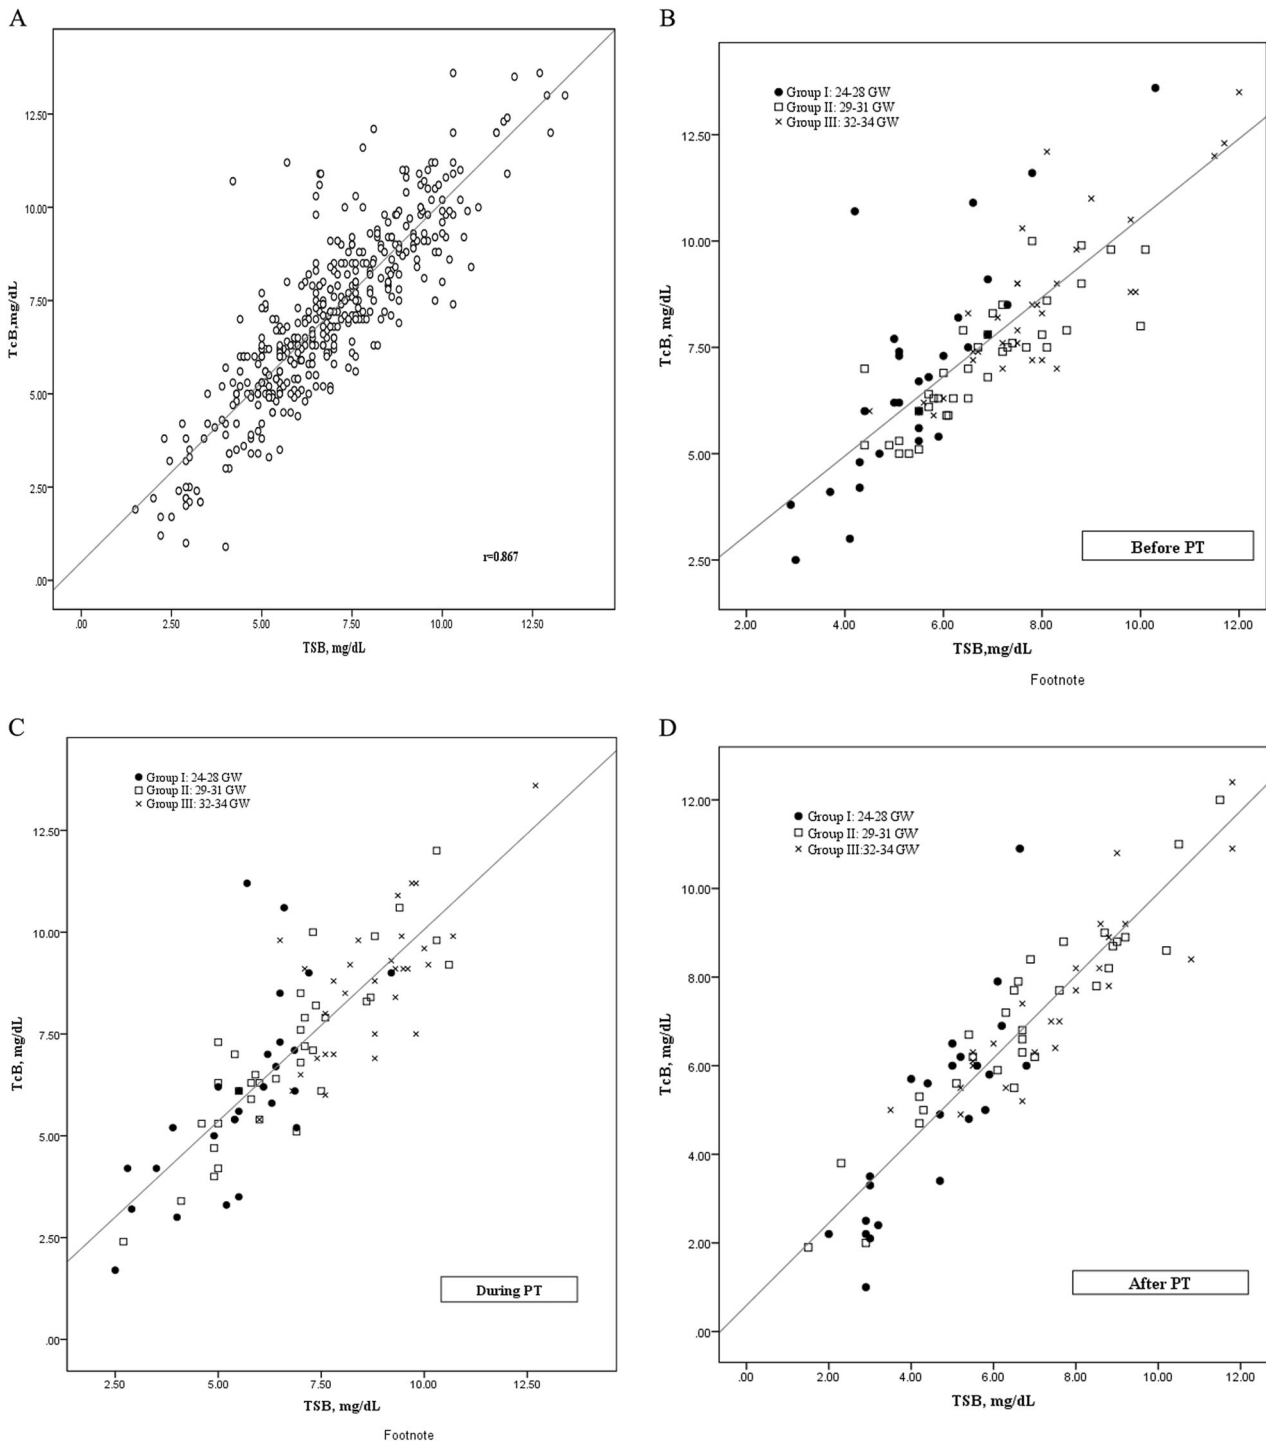 A
TcB,mg/dL
12.50
10.00
7.50
5.00
2.50
.00
r=0.867
.00 2.50 5.00 7.50 10.00 12.50
TSB, mg/dL
B
TcB, mg/dL
12.50
10.00
7.50
5.00
2.50
Group I: 24-28 GW
Group II: 29-31 GW
Group III: 32-34 GW
Before PT
2.00 4.00 6.00 8.00 10.00 12.00
TSB,mg/dL
Footnote
C
TcB, mg/dL
12.50
10.00
7.50
5.00
2.50
.00
Group I: 24-28 GW
Group II: 29-31 GW
Group III: 32-34 GW
During PT
2.50 5.00 7.50 10.00 12.50
TSB, mg/dL
Footnote
D
TcB, mg/dL
12.00
10.00
8.00
6.00
4.00
2.00
.00
Group I: 24-28 GW
Group II: 29-31 GW
Group III:32-34 GW
After PT
.00 2.00 4.00 6.00 8.00 10.00 12.0
TSB, mg/dL